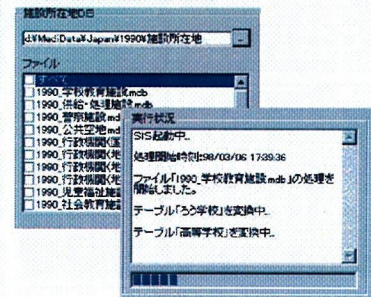 施設所在地DB
d:¥MediData¥Japan¥1990¥施設所在地
ファイル
すべて
1990_学校教育施設.mdb
1990_供給・処理施設.mdb
1990_警察施設.md
1990_公共空地.md
1990_行政機関(国
1990_行政機関(地
1990_行政機関(地
1990_行政機関(地
1990_児童福祉施
1990_社会教育施
実行状況
SIS起動中..
処理開始時刻:98/03/06 17:39:36
ファイル「1990_学校教育施設.mdb」の処理を
開始しました。
テーブル「ろう学校」を変換中..
テーブル「高等学校」を変換中..